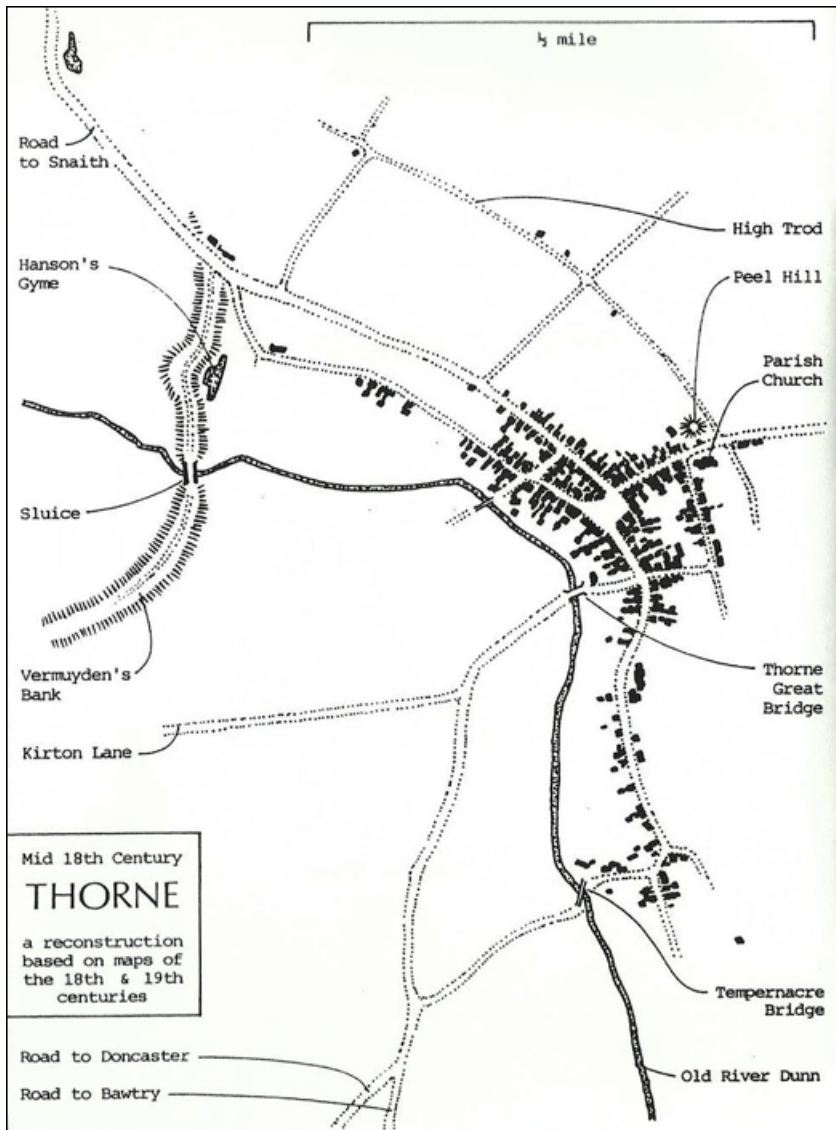 ½ mile
Road
to Snaith
Hanson's
Gyme
High Trod
Peel Hill
Parish
Church
Sluice
Vermuyden's
Bank
Thorne
Great
Bridge
Kirton Lane
Mid 18th Century
THORNE
a reconstruction
based on maps of
the 18th & 19th
centuries
Tempernacre
Bridge
Road to Doncaster
Old River Dunn
Road to Bawtry